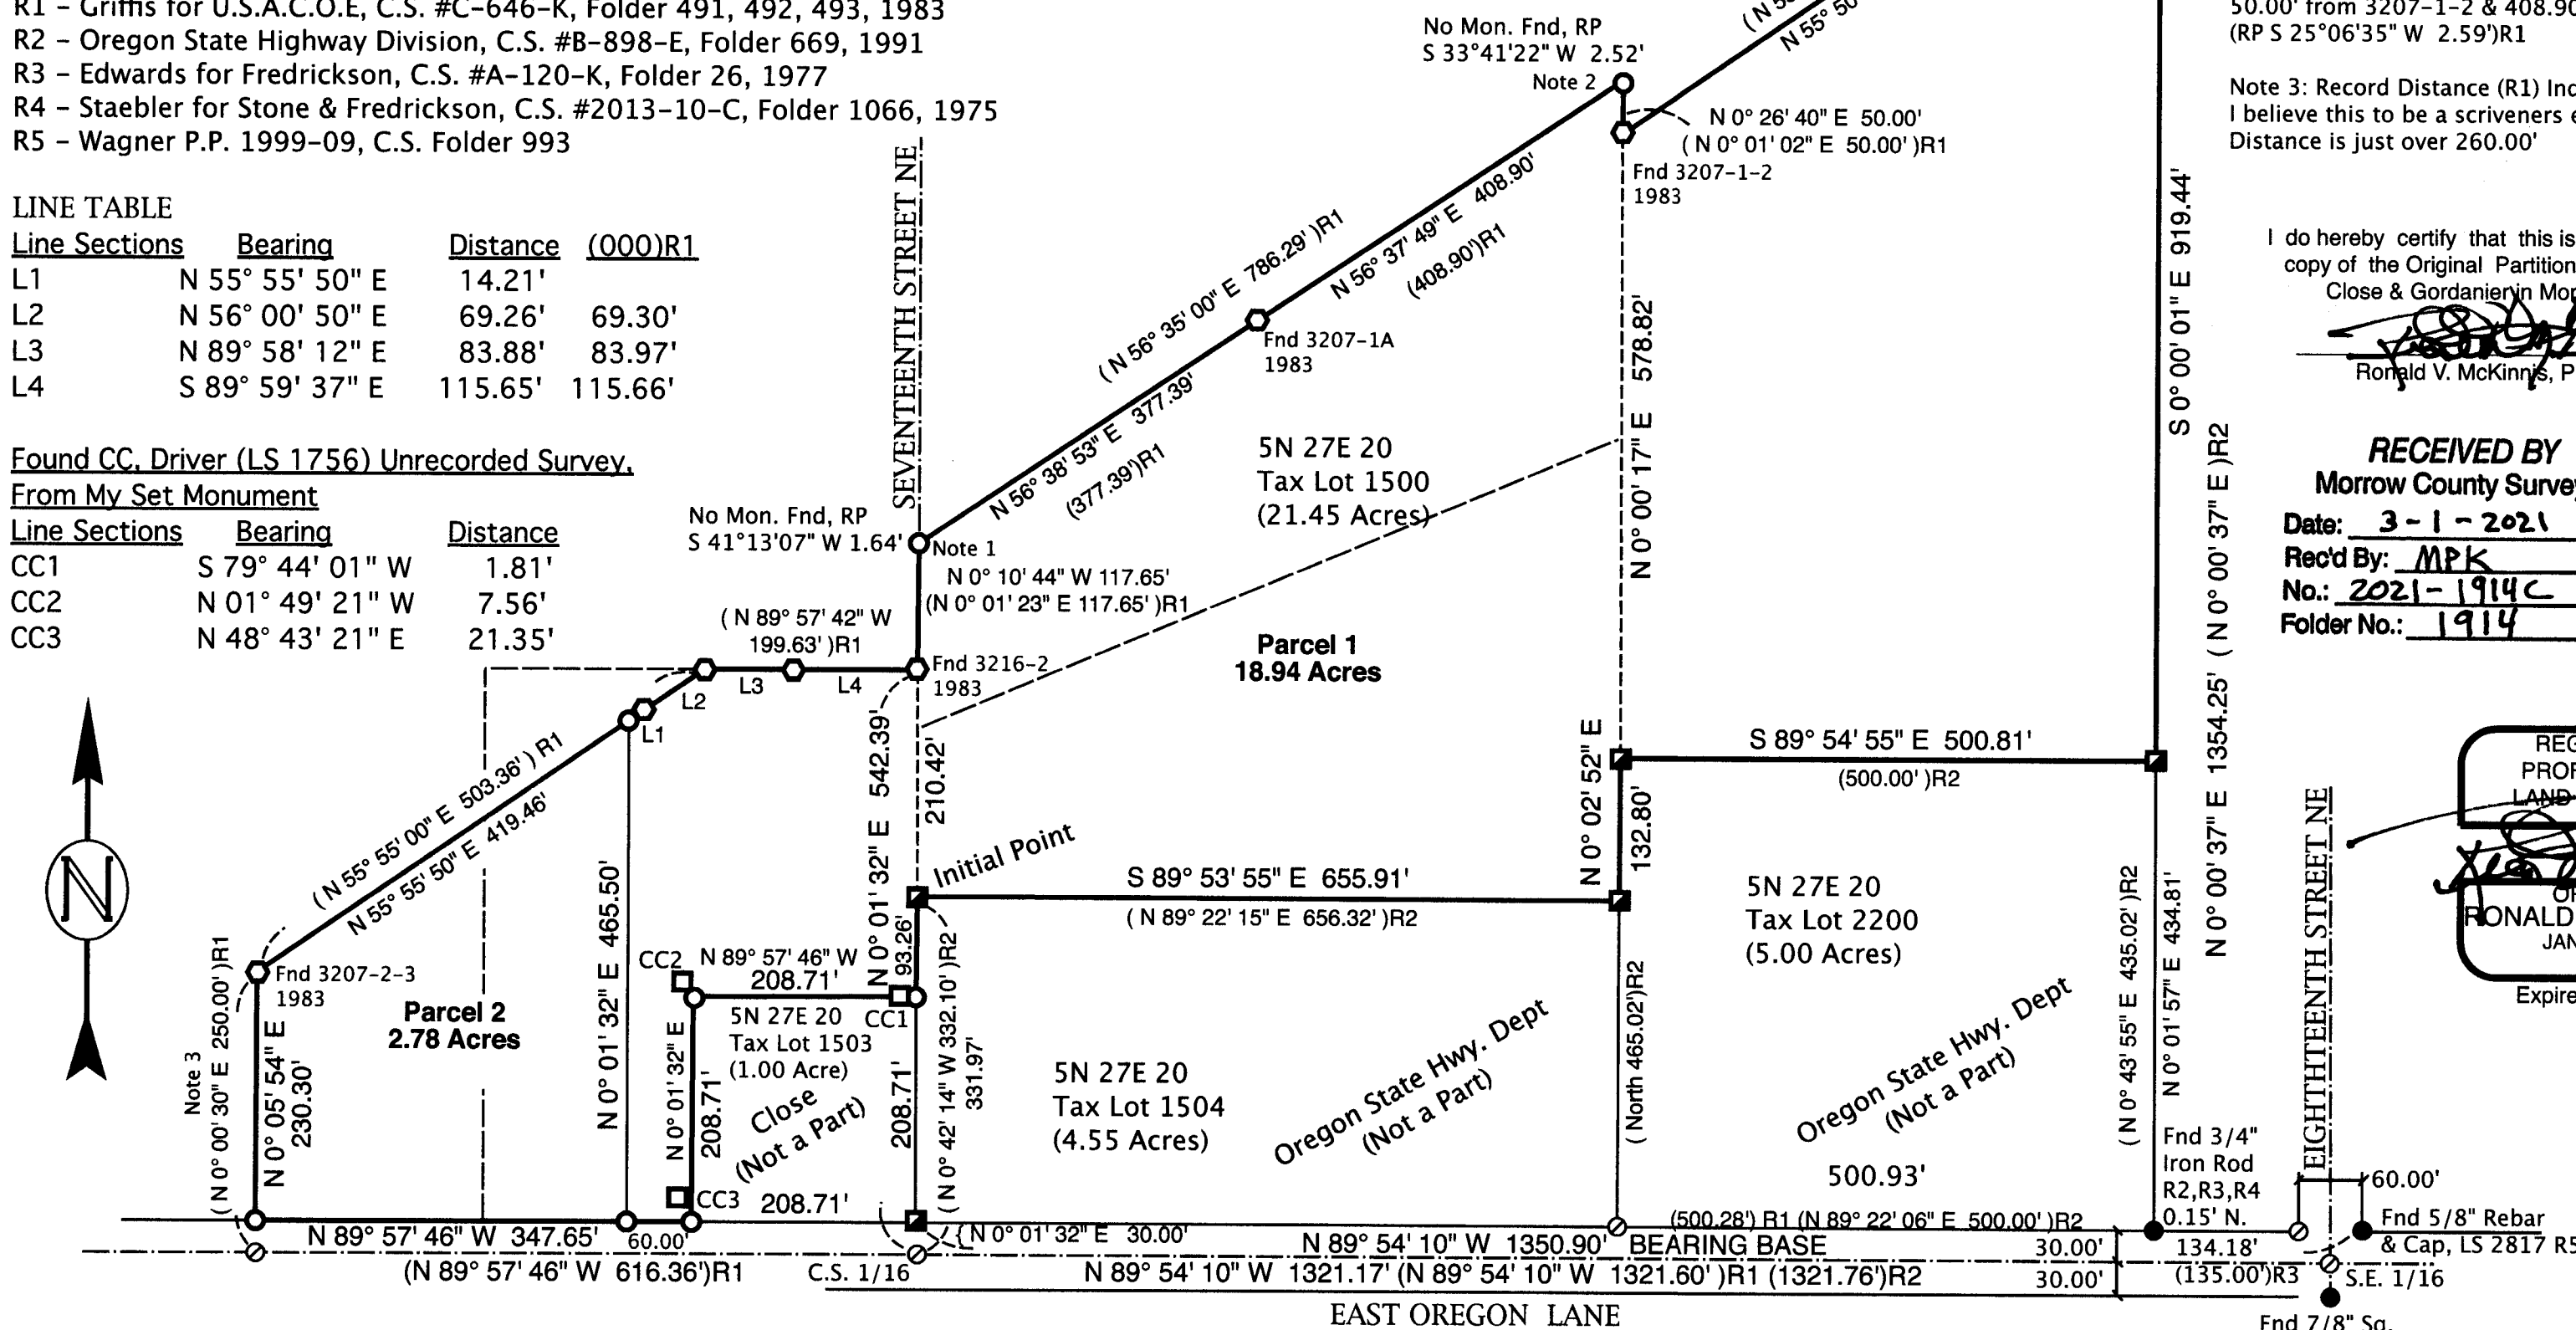 R1 – Griffis for U.S.A.C.O.E, C.S. #C-646-K, Folder 491, 492, 493, 1983
R2 – Oregon State Highway Division, C.S. #B-898-E, Folder 669, 1991
R3 – Edwards for Fredrickson, C.S. #A-120-K, Folder 26, 1977
R4 – Staebler for Stone & Fredrickson, C.S. #2013-10-C, Folder 1066, 1975
R5 – Wagner P.P. 1999-09, C.S. Folder 993
LINE TABLE
Line Sections Bearing Distance (000)R1
L1 N 55° 55' 50" E 14.21'
L2 N 56° 00' 50" E 69.26' 69.30'
L3 N 89° 58' 12" E 83.88' 83.97'
L4 S 89° 59' 37" E 115.65' 115.66'
Found CC, Driver (LS 1756) Unrecorded Survey,
From My Set Monument
Line Sections Bearing Distance
CC1 S 79° 44' 01" W 1.81'
CC2 N 01° 49' 21" W 7.56'
CC3 N 48° 43' 21" E 21.35'
N
SEVENTEENTH STREET NE
No Mon. Fnd, RP
S 33°41'22" W 2.52'
Note 2
N 55° 50'
N 0° 26' 40" E 50.00'
( N 0° 01' 02" E 50.00' )R1
Fnd 3207-1-2
1983
( N 56° 35' 00" E 786.29' )R1
N 56° 37' 49" E 408.90'
(408.90')R1
Fnd 3207-1A
1983
N 56° 38' 53" E 377.39'
(377.39')R1
5N 27E 20
Tax Lot 1500
(21.45 Acres)
N 0° 00' 17" E 578.82'
S 0° 00' 01" E 919.44'
N 0° 00' 37" E 1354.25' ( N 0° 00' 37" E )R2
No Mon. Fnd, RP
S 41°13'07" W 1.64'
Note 1
N 0° 10' 44" W 117.65'
(N 0° 01' 23" E 117.65' )R1
( N 89° 57' 42" W
199.63' )R1
Fnd 3216-2
1983
L3
L4
L2
L1
Parcel 1
18.94 Acres
( N 55° 55' 00" E 503.36' ) R1
N 55° 55' 50" E 419.46'
N 0° 01' 32" E 542.39'
210.42'
Initial Point
S 89° 53' 55" E 655.91'
( N 89° 22' 15" E 656.32' )R2
N 0° 02' 52" E
132.80'
S 89° 54' 55" E 500.81'
(500.00' )R2
5N 27E 20
Tax Lot 2200
(5.00 Acres)
Fnd 3207-2-3
1983
Parcel 2
2.78 Acres
Note 3
( N 0° 00' 30" E 250.00' )R1
N 0° 05' 54" E
230.30'
N 0° 01' 32" E 465.50'
CC2
N 89° 57' 46" W
208.71'
93.26'
CC1
5N 27E 20
Tax Lot 1503
(1.00 Acre)
N 0° 01' 32" E
208.71'
Close
(Not a Part)
208.71'
( N 0° 42' 14" W 332.10' )R2
331.97'
CC3 208.71'
5N 27E 20
Tax Lot 1504
(4.55 Acres)
Oregon State Hwy. Dept
(Not a Part)
( North 465.02')R2
Oregon State Hwy. Dept
(Not a Part)
500.93'
( N 0° 43' 55" E 435.02' )R2
N 0° 01' 57" E 434.81'
Fnd 3/4"
Iron Rod
R2,R3,R4
0.15' N.
EIGHTHTEENTH STREET NE
60.00'
Fnd 5/8" Rebar
& Cap, LS 2817 R5
N 89° 57' 46" W 347.65'
60.00'
(N 89° 57' 46" W 616.36')R1
C.S. 1/16
N 0° 01' 32" E 30.00'
(500.28') R1 (N 89° 22' 06" E 500.00' )R2
N 89° 54' 10" W 1350.90' BEARING BASE
30.00'
134.18'
N 89° 54' 10" W 1321.17' (N 89° 54' 10" W 1321.60' )R1 (1321.76')R2
30.00'
(135.00')R3
S.E. 1/16
EAST OREGON LANE
Fnd 7/8" Sq.
50.00' from 3207-1-2 & 408.90
(RP S 25°06'35" W 2.59')R1
Note 3: Record Distance (R1) Inc
I believe this to be a scriveners e
Distance is just over 260.00'
I do hereby certify that this is
copy of the Original Partition
Close & Gordanier in Mor
Ronald V. McKinnis, P
RECEIVED BY
Morrow County Survey
Date: 3-1-2021
Rec'd By: MPK
No.: 2021-1914C
Folder No.: 1914
REG
PROF
LAND
OR
RONALD
JAN
Expire